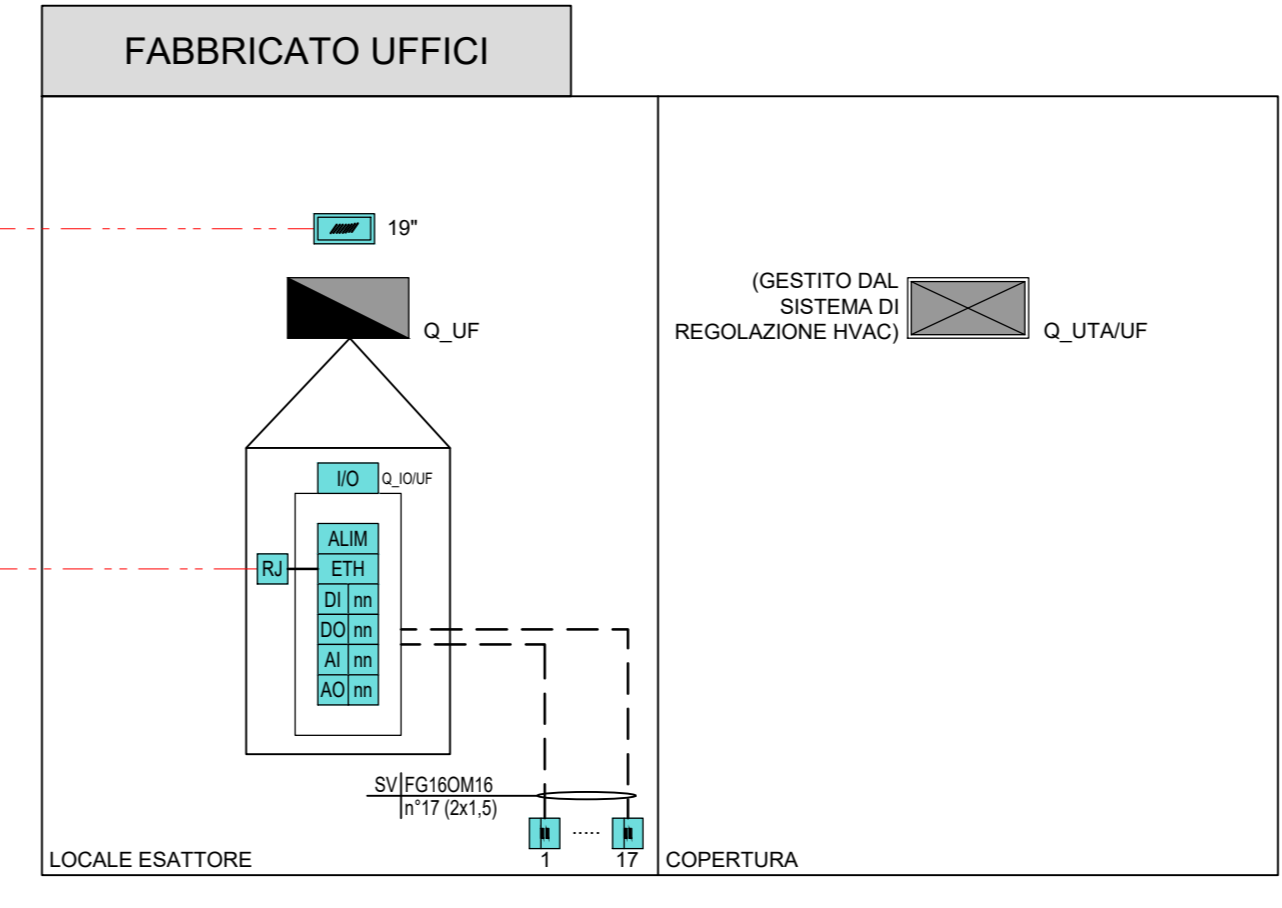 FABBRICATO UFFICI
19"
(GESTITO DAL
SISTEMA DI
REGOLAZIONE HVAC)
Q_UF
Q_UTA/UF
I/O
Q_IO/UF
ALIM
RJ
ETH
DI nn
DO nn
AI nn
AO nn
SV FG16OM16
n°17 (2x1,5)
.....
1
17
LOCALE ESATTORE
COPERTURA